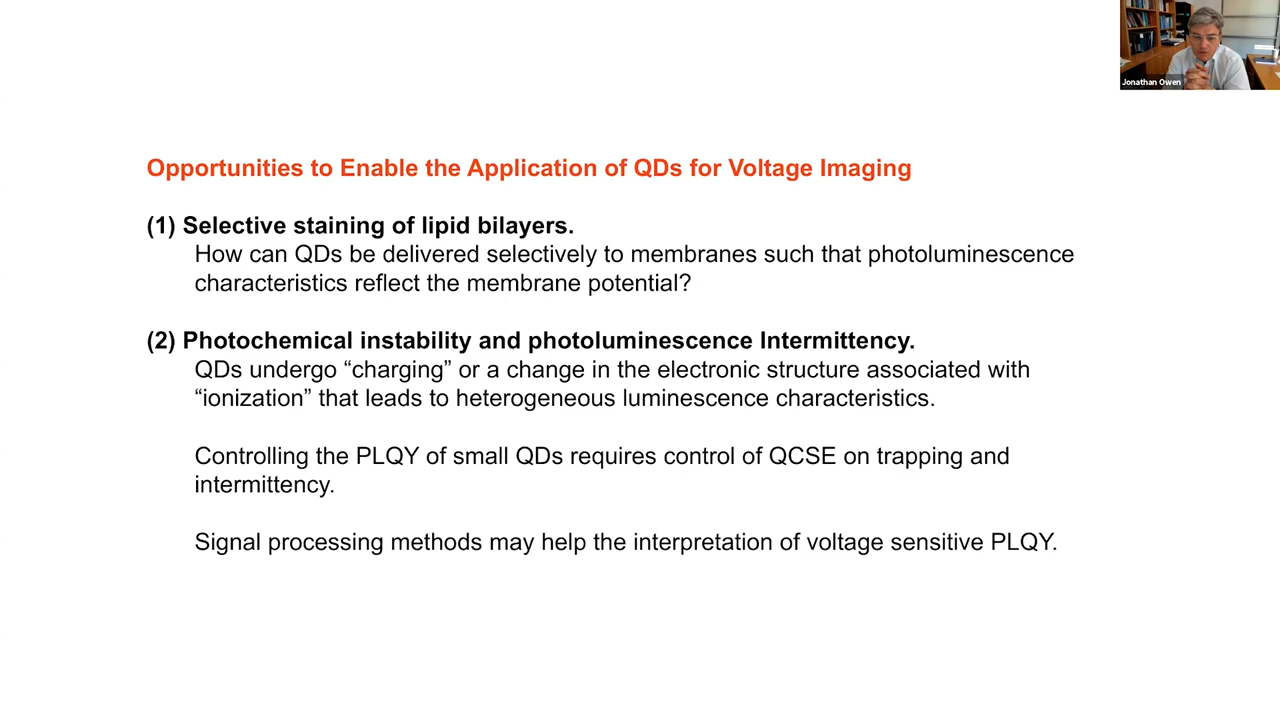 Jonathan Owen
Opportunities to Enable the Application of QDs for Voltage Imaging
(1) Selective staining of lipid bilayers.
How can QDs be delivered selectively to membranes such that photoluminescence
characteristics reflect the membrane potential?
(2) Photochemical instability and photoluminescence Intermittency.
QDs undergo “charging” or a change in the electronic structure associated with
“ionization” that leads to heterogeneous luminescence characteristics.
Controlling the PLQY of small QDs requires control of QCSE on trapping and
intermittency.
Signal processing methods may help the interpretation of voltage sensitive PLQY.